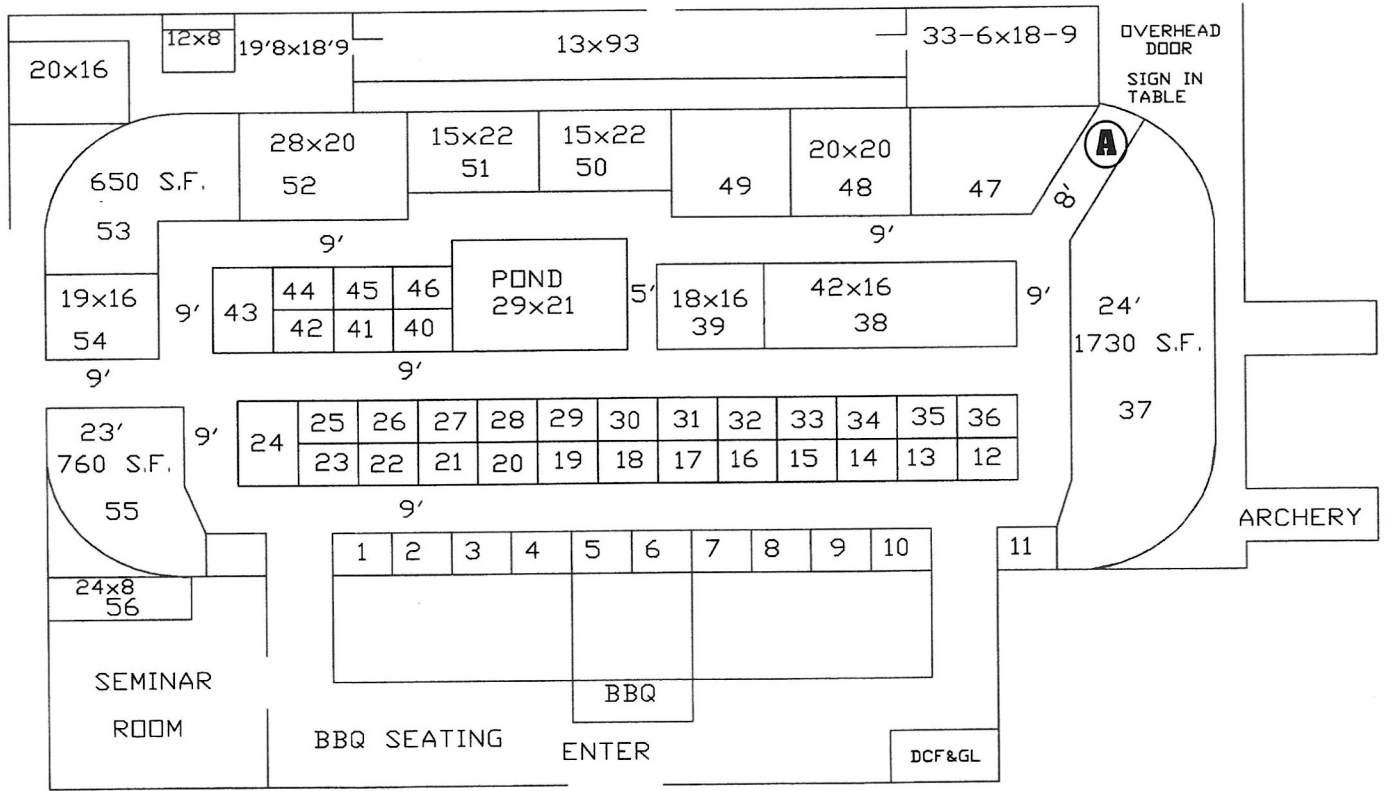 20x16
12x8
19'8x18'9
13x93
33-6x18-9
OVERHEAD
DOOR
SIGN IN
TABLE
A
8'
650 S.F.
53
28x20
52
15x22
51
15x22
50
49
20x20
48
47
9'
9'
19x16
54
9'
43
44
45
46
42
41
40
POND
29x21
5'
18x16
39
42x16
38
9'
24'
1730 S.F.
37
9'
9'
23'
760 S.F.
55
9'
24
25
26
27
28
29
30
31
32
33
34
35
36
23
22
21
20
19
18
17
16
15
14
13
12
9'
1
2
3
4
5
6
7
8
9
10
11
ARCHERY
24x8
56
SEMINAR
ROOM
BBQ
BBQ SEATING
ENTER
DCF&GL